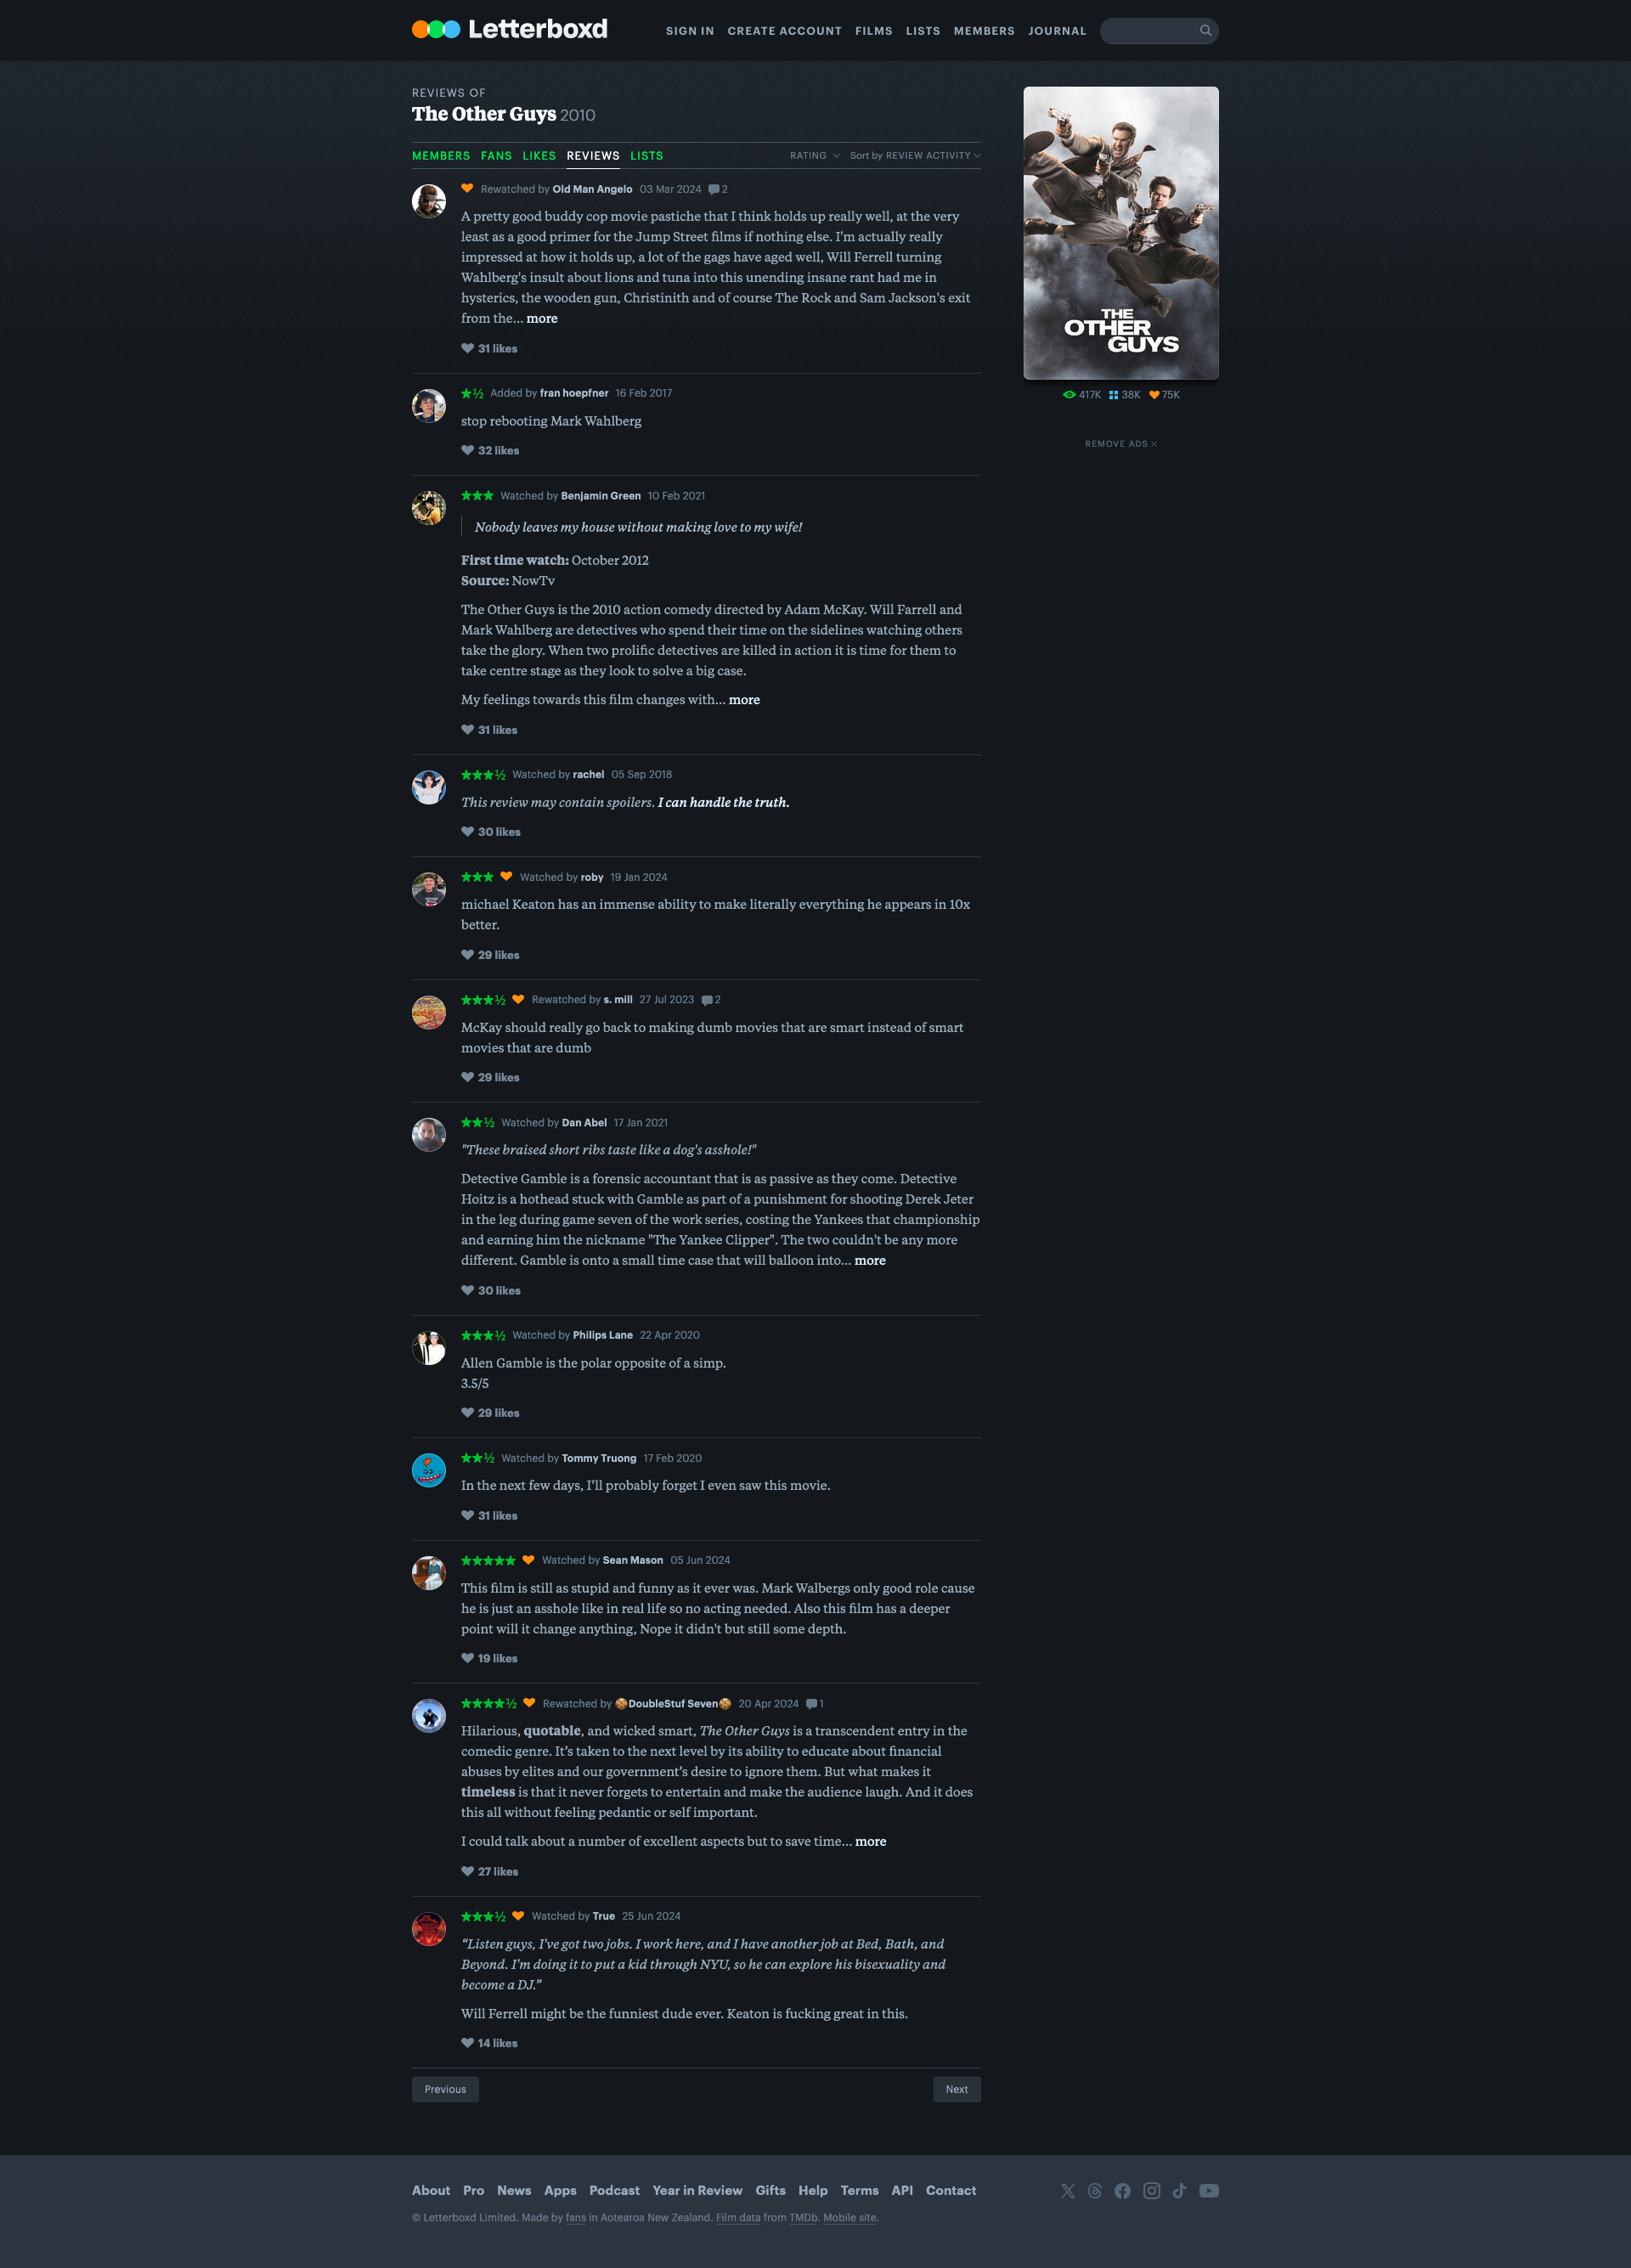 Letterboxd
SIGN IN CREATE ACCOUNT FILMS LISTS MEMBERS JOURNAL
REVIEWS OF
The Other Guys 2010
MEMBERS FANS LIKES REVIEWS LISTS RATING Sort by REVIEW ACTIVITY
Rewatched by Old Man Angelo 03 Mar 2024 2
A pretty good buddy cop movie pastiche that I think holds up really well, at the very
least as a good primer for the Jump Street films if nothing else. I'm actually really
impressed at how it holds up, a lot of the gags have aged well, Will Ferrell turning
Wahlberg's insult about lions and tuna into this unending insane rant had me in
hysterics, the wooden gun, Christinith and of course The Rock and Sam Jackson's exit
from the… more
31 likes
THE
OTHER
GUYS
417K 38K 75K
REMOVE ADS
★½ Added by fran hoepfner 16 Feb 2017
stop rebooting Mark Wahlberg
32 likes
★★★ Watched by Benjamin Green 10 Feb 2021
Nobody leaves my house without making love to my wife!
First time watch: October 2012
Source: NowTv
The Other Guys is the 2010 action comedy directed by Adam McKay. Will Farrell and
Mark Wahlberg are detectives who spend their time on the sidelines watching others
take the glory. When two prolific detectives are killed in action it is time for them to
take centre stage as they look to solve a big case.
My feelings towards this film changes with… more
31 likes
★★★½ Watched by rachel 05 Sep 2018
This review may contain spoilers. I can handle the truth.
30 likes
★★★ Watched by roby 19 Jan 2024
michael Keaton has an immense ability to make literally everything he appears in 10x
better.
29 likes
★★★½ Rewatched by s. mill 27 Jul 2023 2
McKay should really go back to making dumb movies that are smart instead of smart
movies that are dumb
29 likes
★★½ Watched by Dan Abel 17 Jan 2021
"These braised short ribs taste like a dog's asshole!"
Detective Gamble is a forensic accountant that is as passive as they come. Detective
Hoitz is a hothead stuck with Gamble as part of a punishment for shooting Derek Jeter
in the leg during game seven of the work series, costing the Yankees that championship
and earning him the nickname "The Yankee Clipper". The two couldn't be any more
different. Gamble is onto a small time case that will balloon into… more
30 likes
★★★½ Watched by Philips Lane 22 Apr 2020
Allen Gamble is the polar opposite of a simp.
3.5/5
29 likes
★★½ Watched by Tommy Truong 17 Feb 2020
In the next few days, I’ll probably forget I even saw this movie.
31 likes
★★★★★ Watched by Sean Mason 05 Jun 2024
This film is still as stupid and funny as it ever was. Mark Walbergs only good role cause
he is just an asshole like in real life so no acting needed. Also this film has a deeper
point will it change anything, Nope it didn't but still some depth.
19 likes
★★★★½ Rewatched by 🍪DoubleStuf Seven🍪 20 Apr 2024 1
Hilarious, quotable, and wicked smart, The Other Guys is a transcendent entry in the
comedic genre. It’s taken to the next level by its ability to educate about financial
abuses by elites and our government’s desire to ignore them. But what makes it
timeless is that it never forgets to entertain and make the audience laugh. And it does
this all without feeling pedantic or self important.
I could talk about a number of excellent aspects but to save time… more
27 likes
★★★½ Watched by True 25 Jun 2024
“Listen guys, I've got two jobs. I work here, and I have another job at Bed, Bath, and
Beyond. I'm doing it to put a kid through NYU, so he can explore his bisexuality and
become a DJ.”
Will Ferrell might be the funniest dude ever. Keaton is fucking great in this.
14 likes
Previous Next
About Pro News Apps Podcast Year in Review Gifts Help Terms API Contact
© Letterboxd Limited. Made by fans in Aotearoa New Zealand. Film data from TMDb. Mobile site.